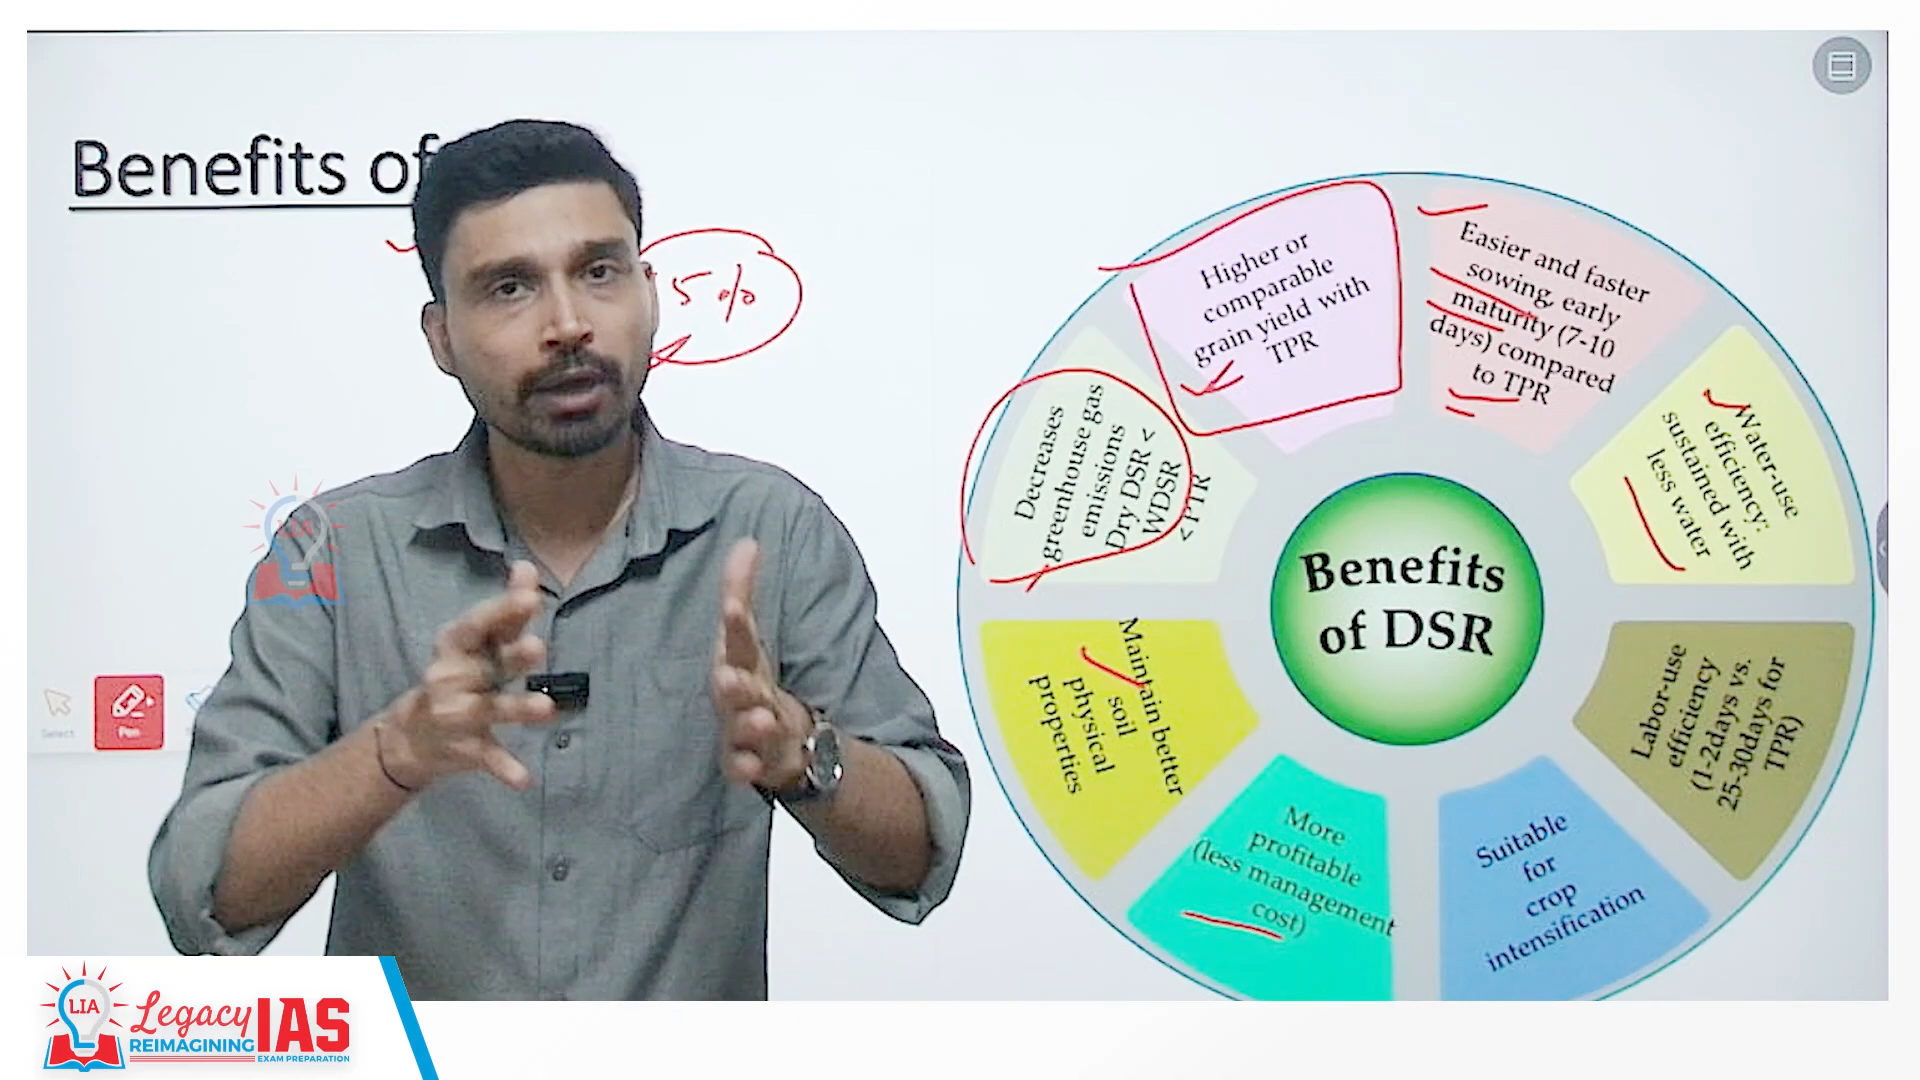 Benefits of
5%
Higher or
comparable
grain yield with
TPR
Easier and faster
sowing, early
maturity (7-10
days) compared
to TPR
Water-use
efficiency:
sustained with
less water
Labor-use
efficiency
(1-2days vs.
25-30days for
TPR)
Suitable
for
crop
intensification
More
profitable
(less management
cost)
Maintain better
soil
physical
properties
Decreases
greenhouse gas
emissions
Dry DSR <
WDSR
< PTR
Benefits
of DSR
Select
Pen
LIA
LIA
Legacy
IAS
REIMAGINING
EXAM PREPARATION